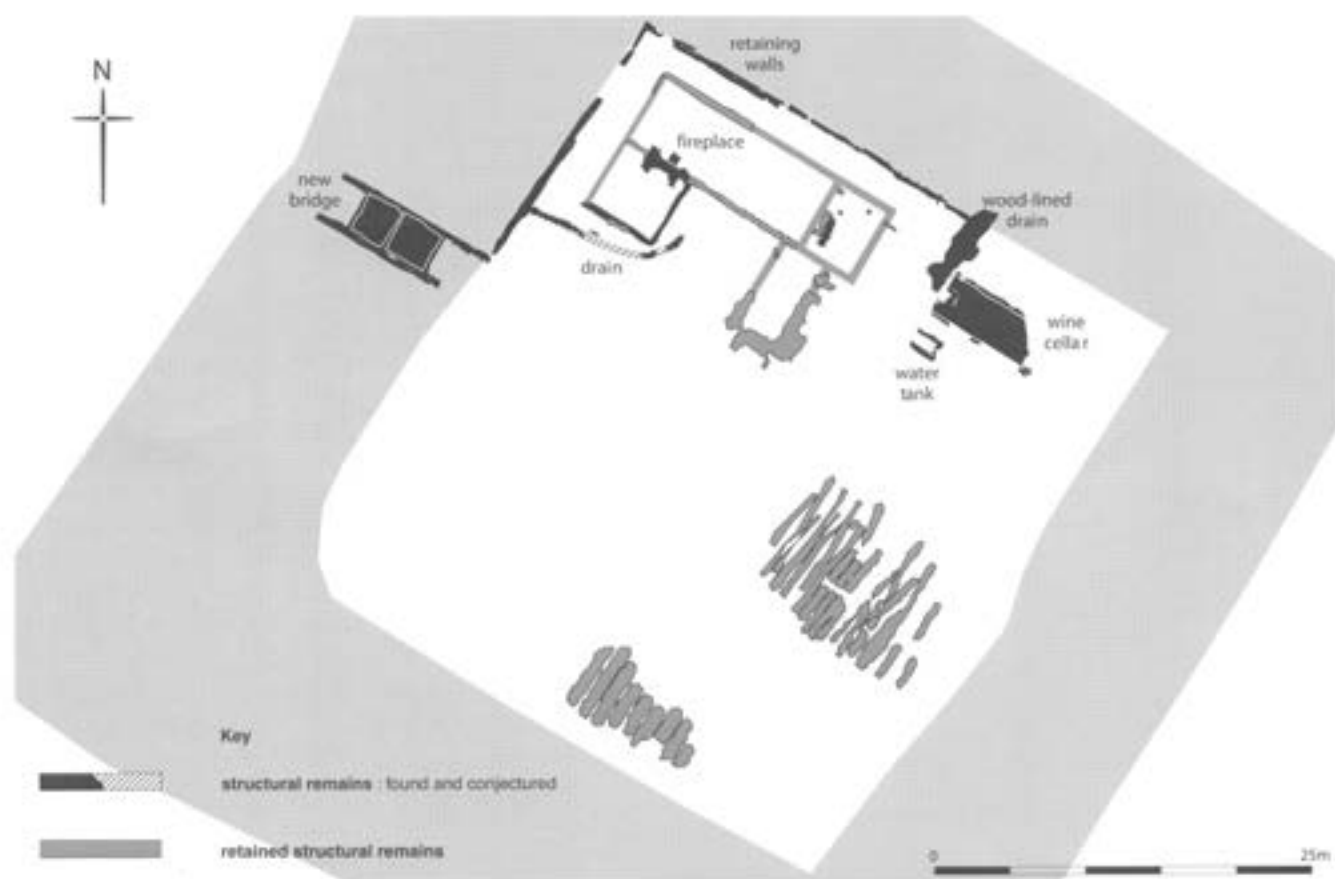 N
retaining
walls
fireplace
new
bridge
wood-lined
drain
drain
wine
cellar
water
tank
Key
structural remains : found and conjectured
retained structural remains
0
25m